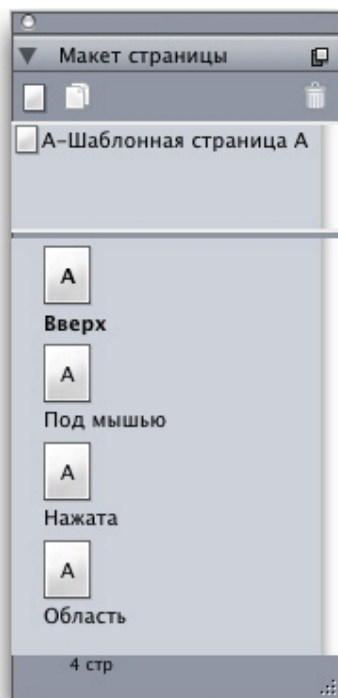 Макет страницы
А–Шаблонная страница А
А
Вверх
А
Под мышью
А
Нажата
А
Область
4 стр